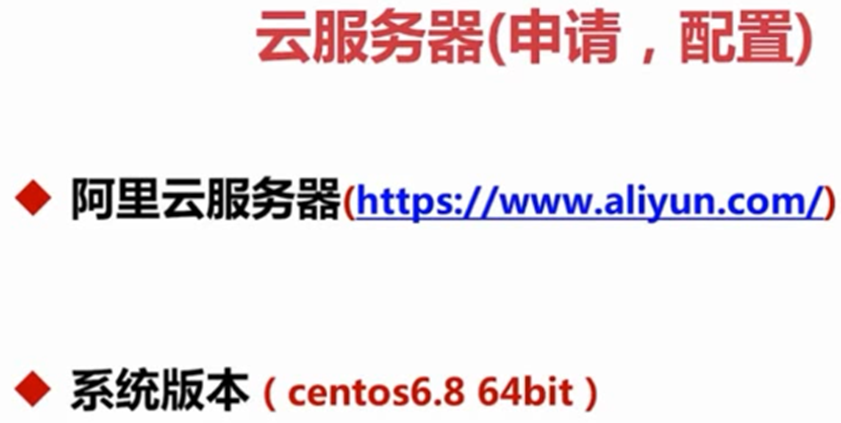 云服务器(申请，配置)
阿里云服务器(https://www.aliyun.com/)
系统版本（centos6.8 64bit）